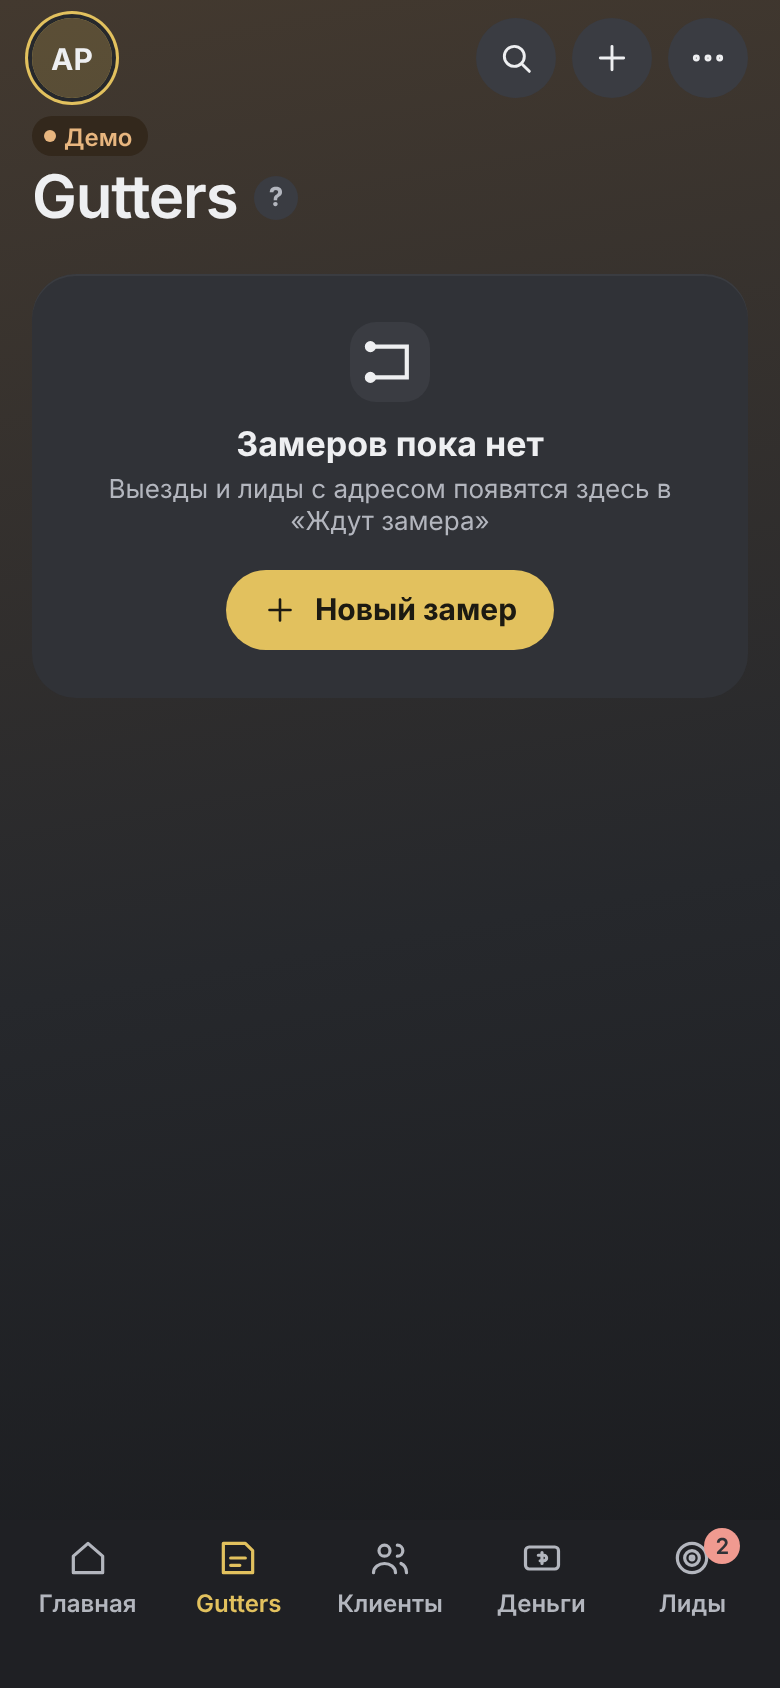 AP
Демо
Gutters ?
Замеров пока нет
Выезды и лиды с адресом появятся здесь в
«Ждут замера»
Новый замер
2
Главная Gutters Клиенты Деньги Лиды